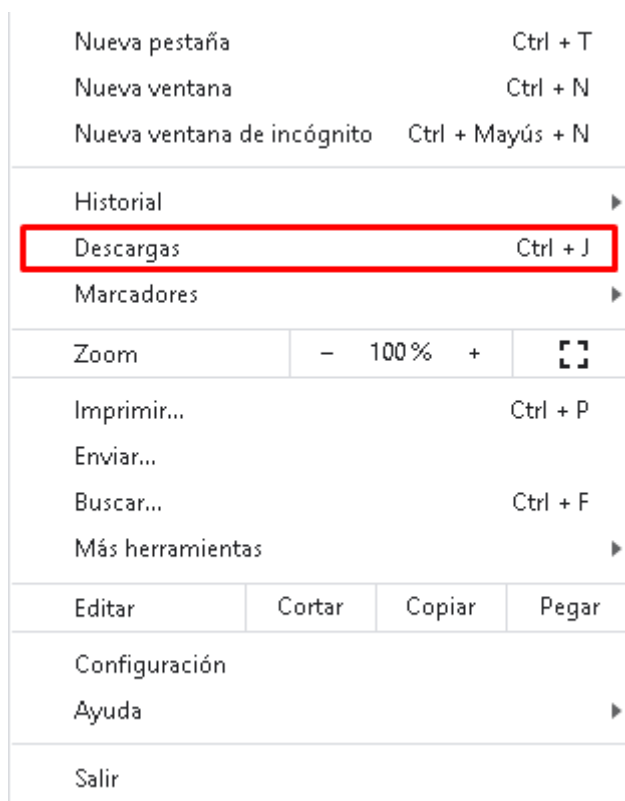 Nueva pestaña Ctrl + T
Nueva ventana Ctrl + N
Nueva ventana de incógnito Ctrl + Mayús + N
Historial
Descargas Ctrl + J
Marcadores
Zoom − 100% +
Imprimir... Ctrl + P
Enviar...
Buscar... Ctrl + F
Más herramientas
Editar Cortar Copiar Pegar
Configuración
Ayuda
Salir